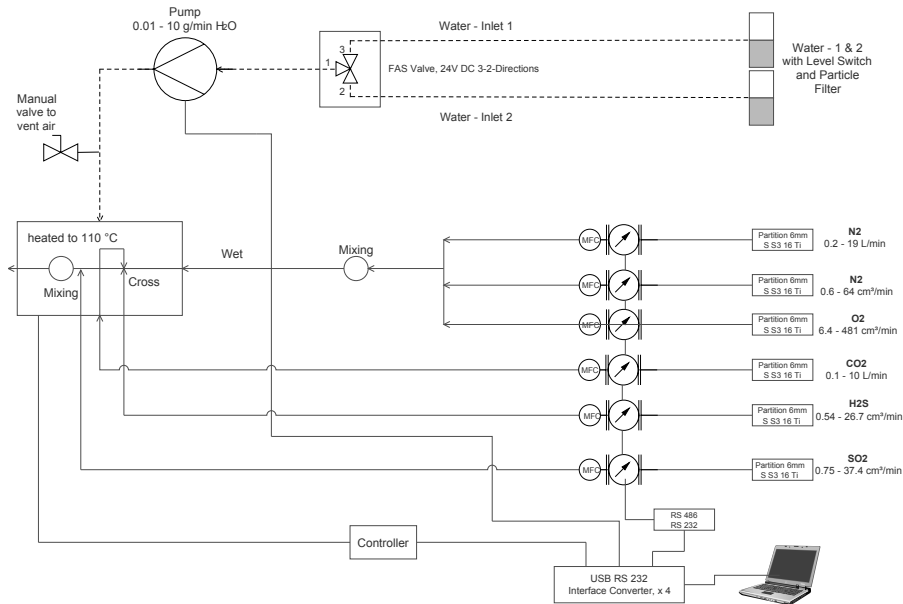 Pump
0.01 - 10 g/min H2O
Water - Inlet 1
3
1
2
FAS Valve, 24V DC 3-2-Directions
Water - 1 & 2
with Level Switch
and Particle
Filter
Water - Inlet 2
Manual
valve to
vent air
heated to 110 °C
Mixing
Cross
Wet
Mixing
MFC
Partition 6mm
S S3 16 Ti
N2
0.2 - 19 L/min
MFC
Partition 6mm
S S3 16 Ti
N2
0.6 - 64 cm³/min
MFC
Partition 6mm
S S3 16 Ti
O2
6.4 - 481 cm³/min
MFC
Partition 6mm
S S3 16 Ti
CO2
0.1 - 10 L/min
MFC
Partition 6mm
S S3 16 Ti
H2S
0.54 - 26.7 cm³/min
MFC
Partition 6mm
S S3 16 Ti
SO2
0.75 - 37.4 cm³/min
RS 486
RS 232
Controller
USB RS 232
Interface Converter, x 4